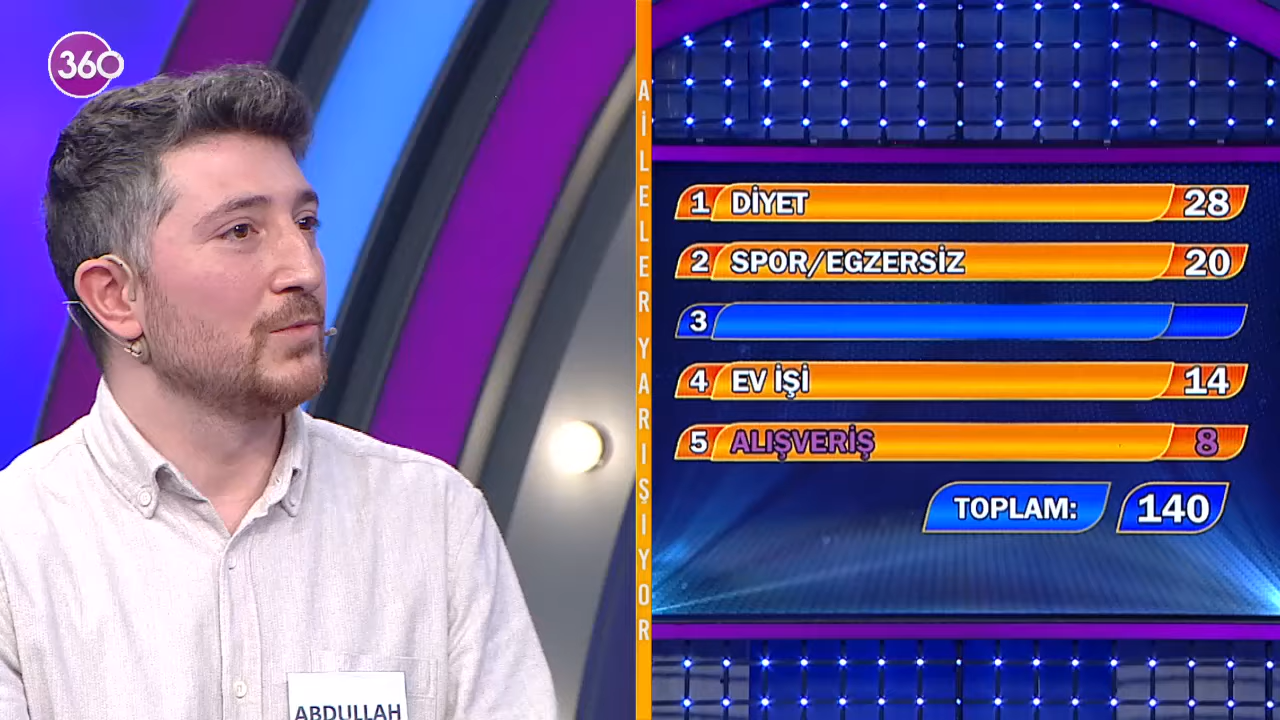 360
ABDULLAH
AİLELER YARIŞIYOR
1 DİYET 28
2 SPOR/EGZERSİZ 20
3
4 EV İŞİ 14
5 ALIŞVERİŞ 8
TOPLAM: 140